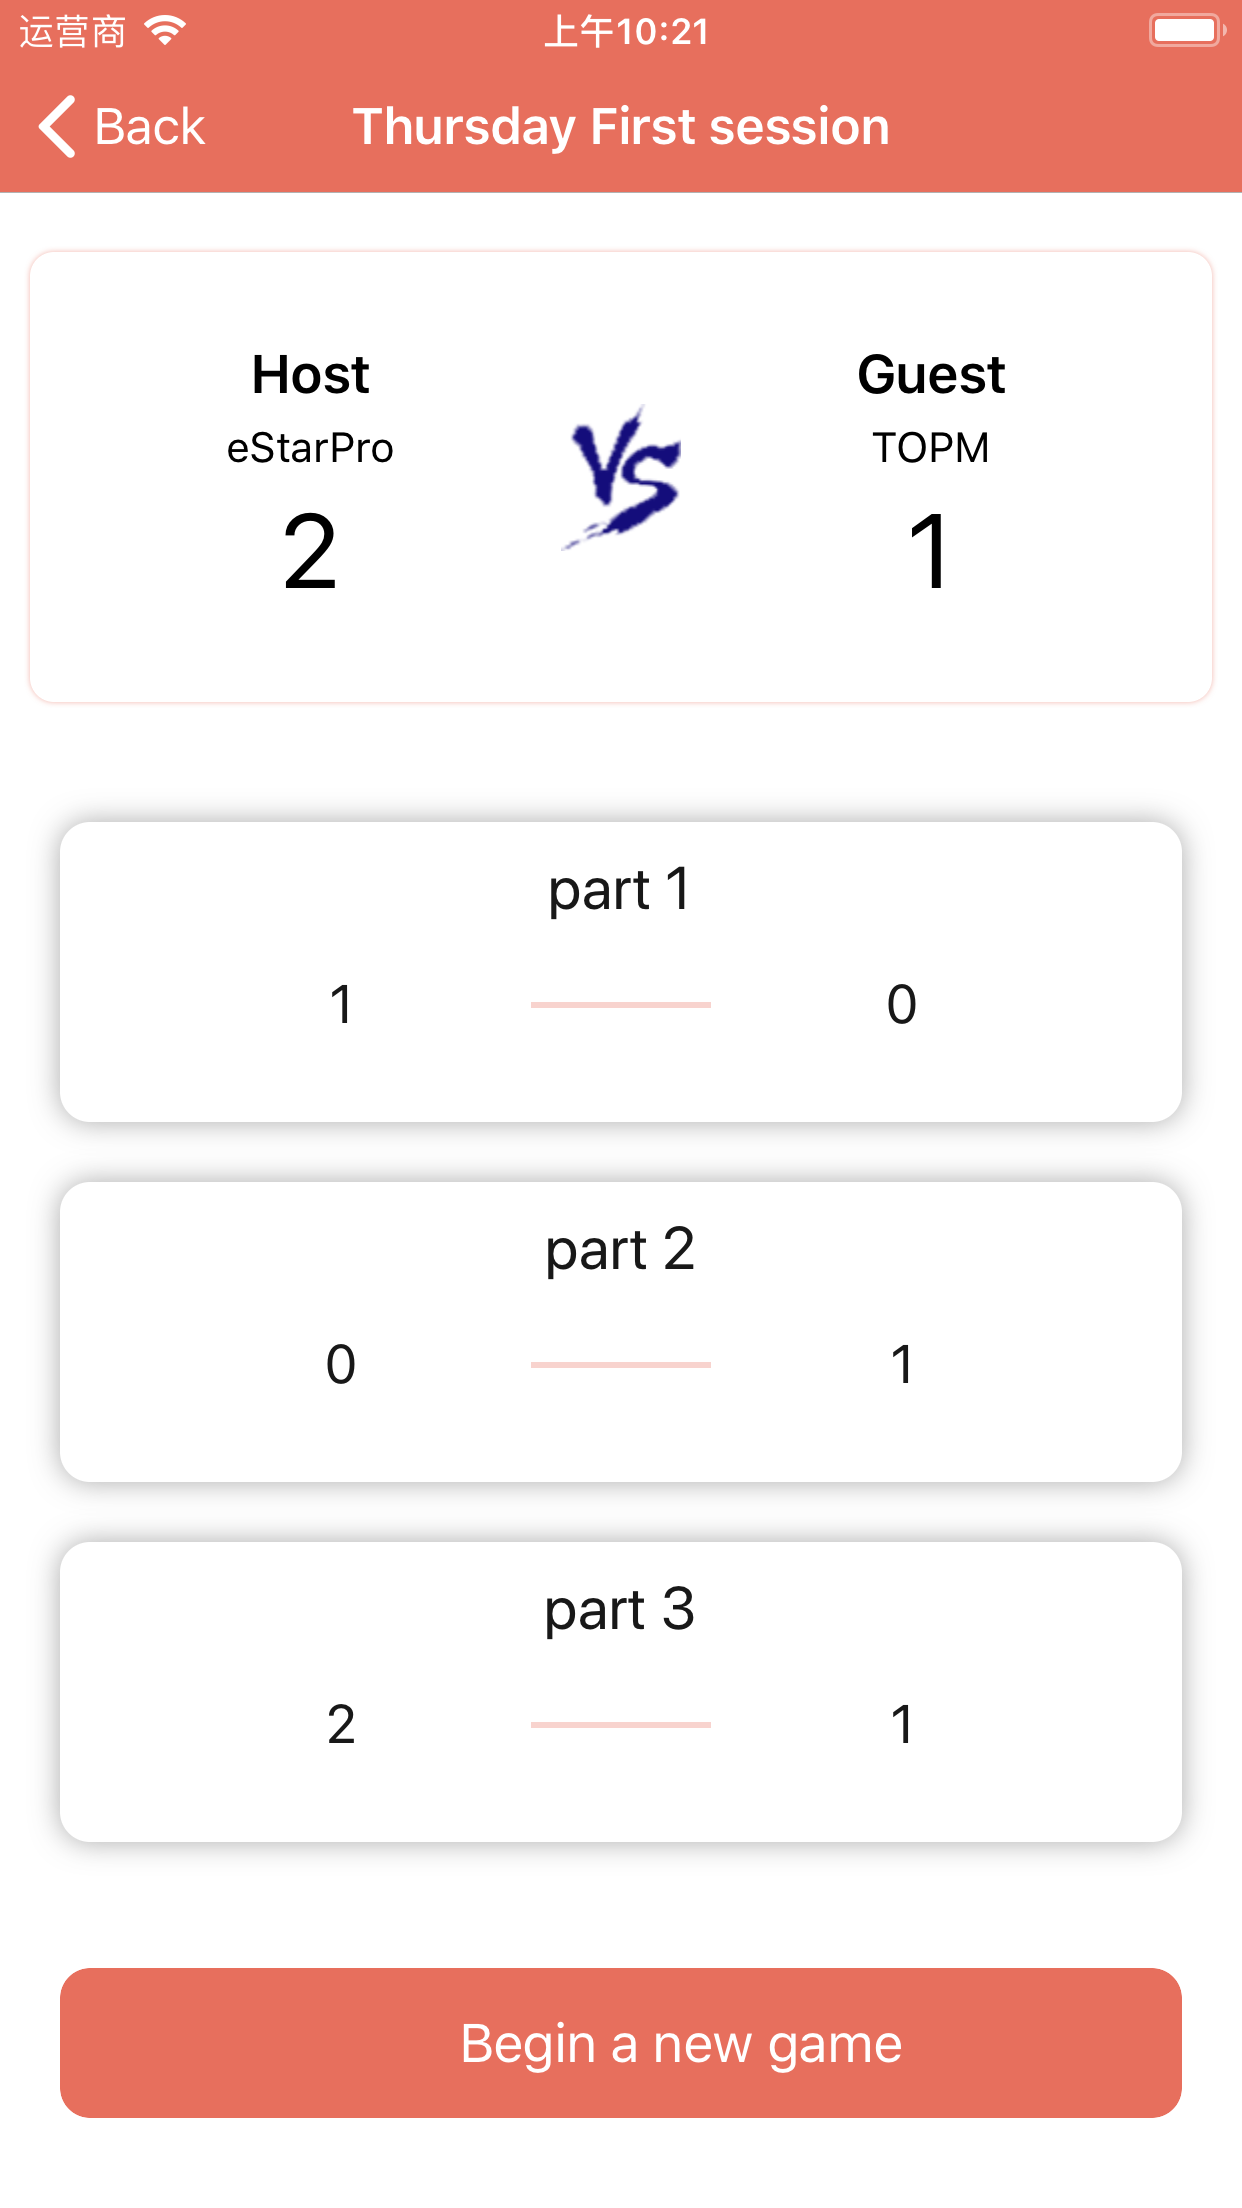 运营商 上午10:21
Back Thursday First session
Host Guest
eStarPro VS TOPM
2 1
part 1
1 0
part 2
0 1
part 3
2 1
Begin a new game